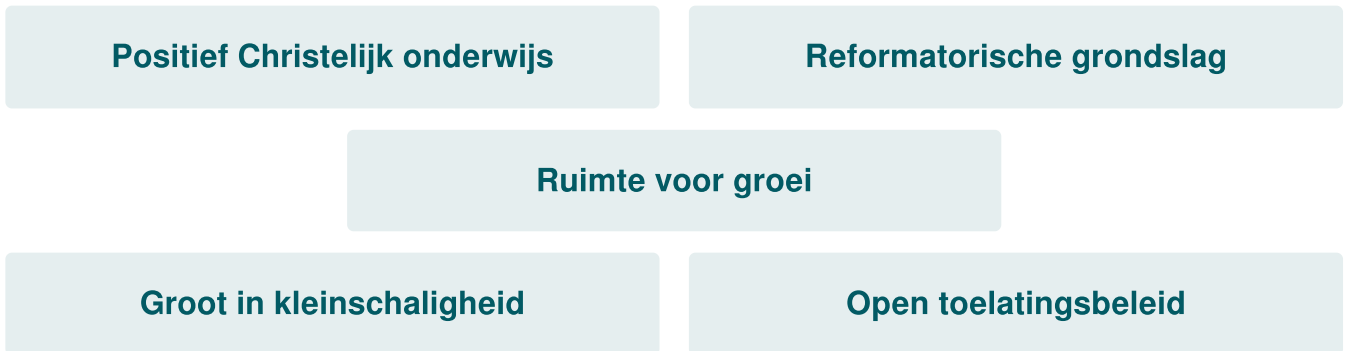 Positief Christelijk onderwijs
Reformatorische grondslag
Ruimte voor groei
Groot in kleinschaligheid
Open toelatingsbeleid